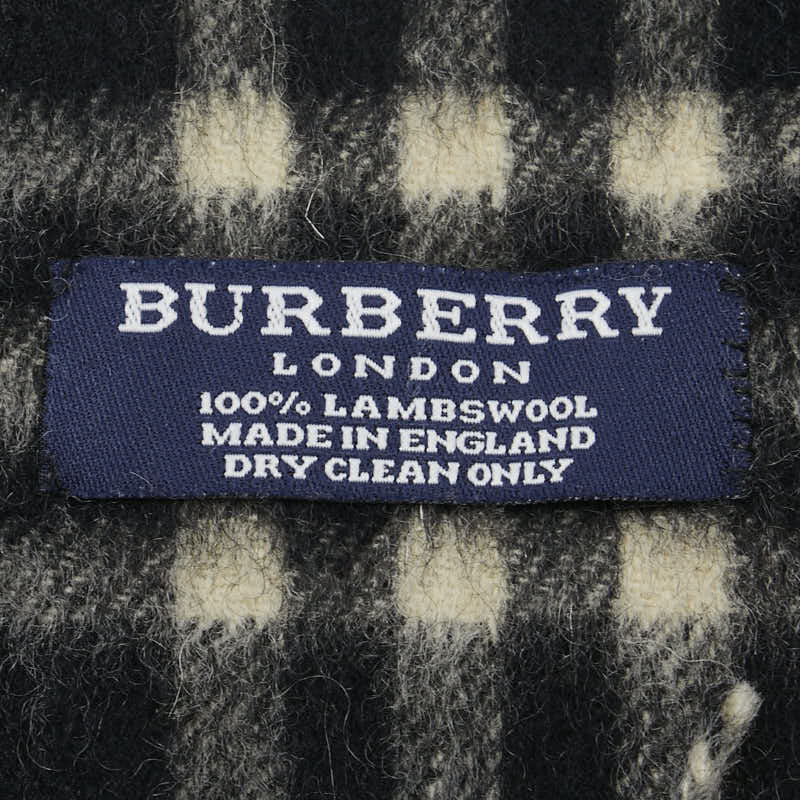 BURBERRY
LONDON
100% LAMBSWOOL
MADE IN ENGLAND
DRY CLEAN ONLY